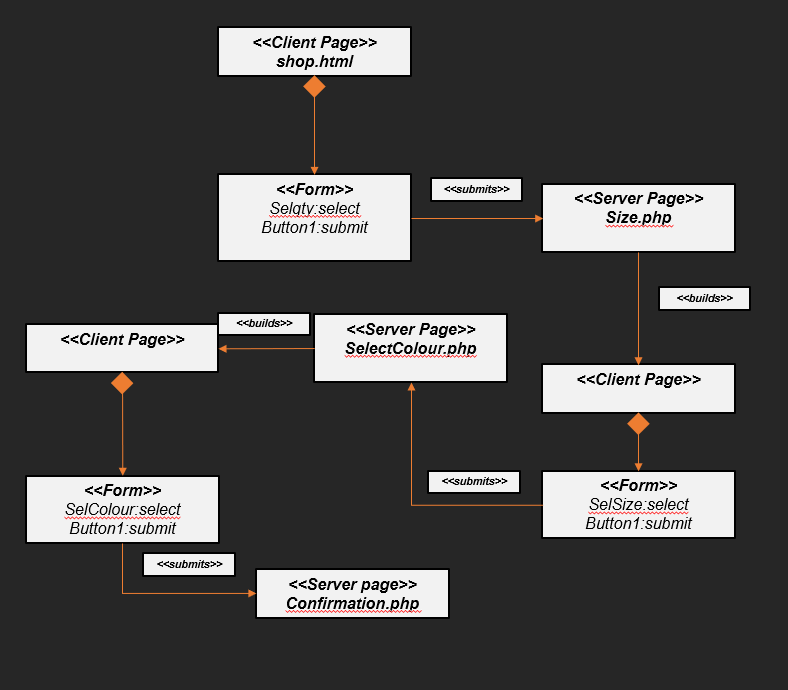 <<Client Page>>
shop.html
<<Form>>
Selqty:select
Button1:submit
<<submits>>
<<Server Page>>
Size.php
<<builds>>
<<Client Page>>
<<builds>>
<<Server Page>>
SelectColour.php
<<Client Page>>
<<Form>>
SelColour:select
Button1:submit
<<submits>>
<<Form>>
SelSize:select
Button1:submit
<<submits>>
<<Server page>>
Confirmation.php